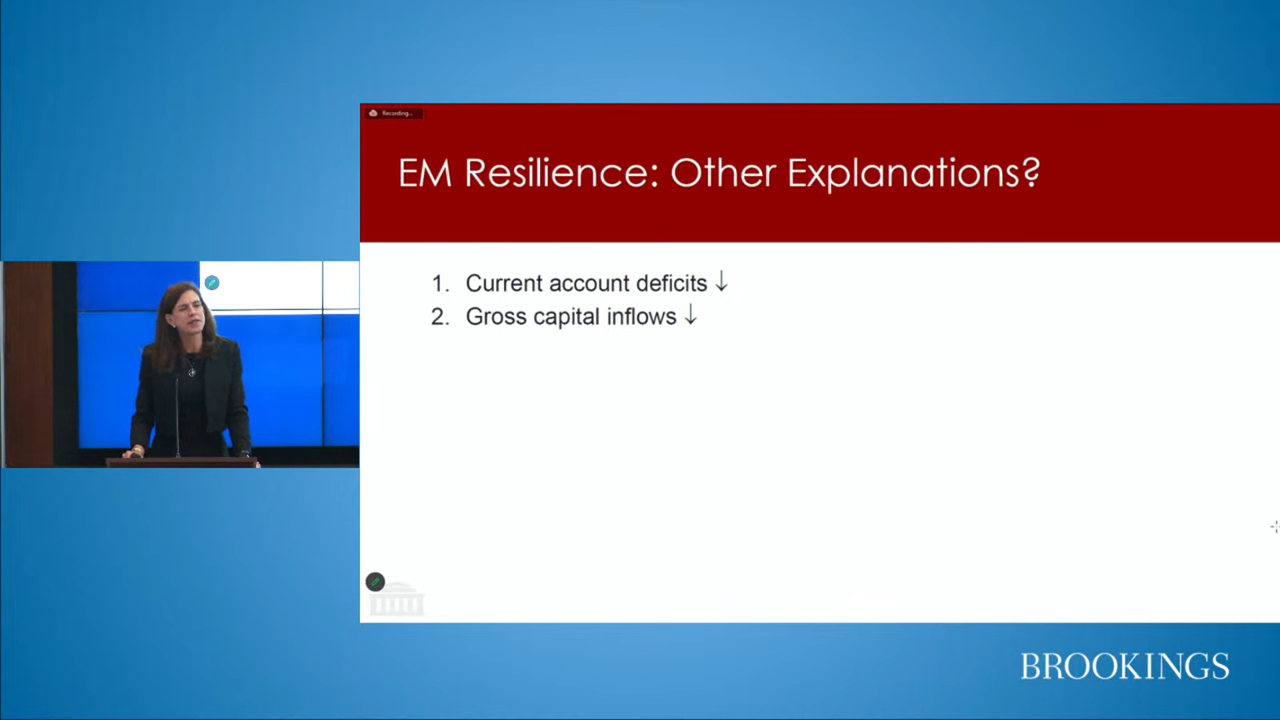 Recording...
EM Resilience: Other Explanations?
1. Current account deficits ↓
2. Gross capital inflows ↓
BROOKINGS